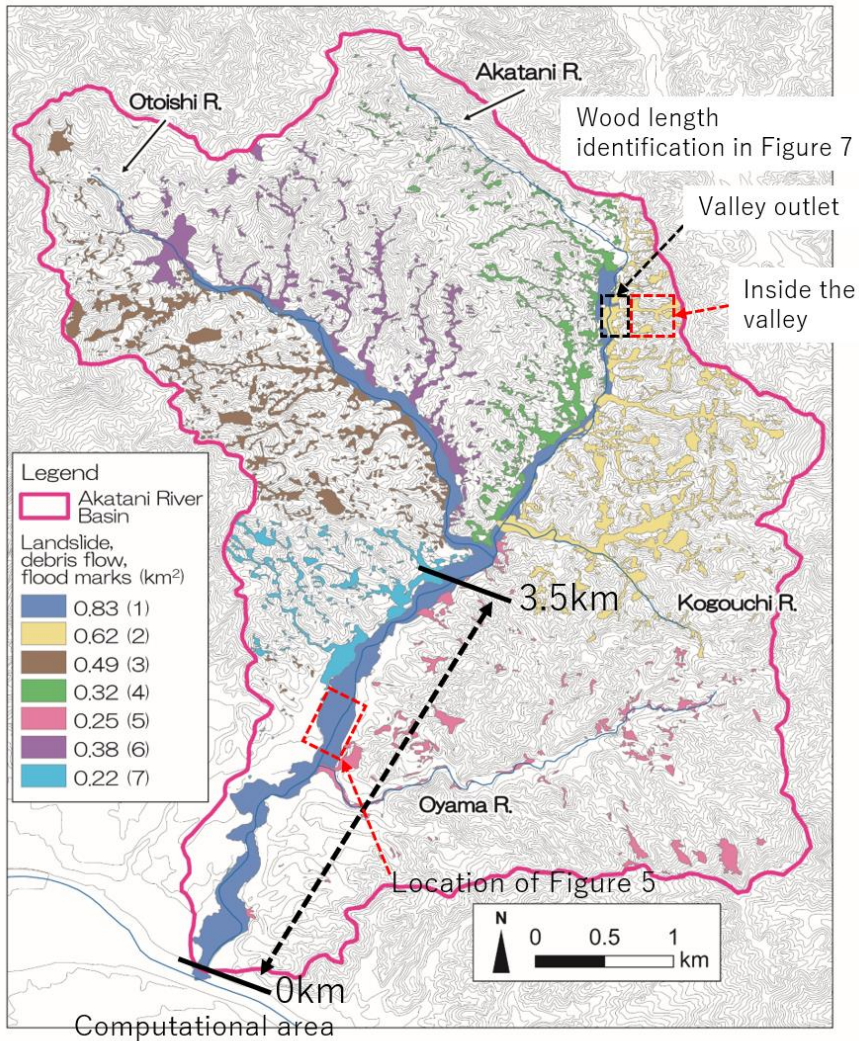 Akatani R.
Otoishi R.
Wood length
identification in Figure 7
Valley outlet
Inside the
valley
Legend
Akatani River
Basin
Landslide,
debris flow,
flood marks (km²)
0.83 (1)
0.62 (2)
0.49 (3)
0.32 (4)
0.25 (5)
0.38 (6)
0.22 (7)
3.5km
Kogouchi R.
Oyama R.
Location of Figure 5
N
0 0.5 1
km
0km
Computational area